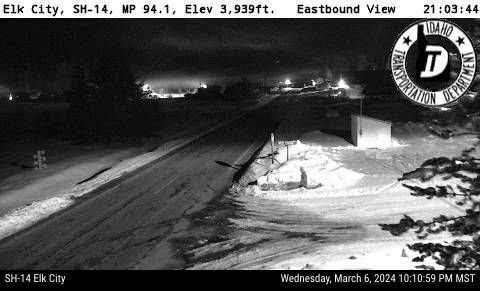 Elk City, SH-14, MP 94.1, Elev 3,939ft. Eastbound View 21:03:44
IDAHO
TRANSPORTATION DEPARTMENT
SH-14 Elk City Wednesday, March 6, 2024 10:10:59 PM MST